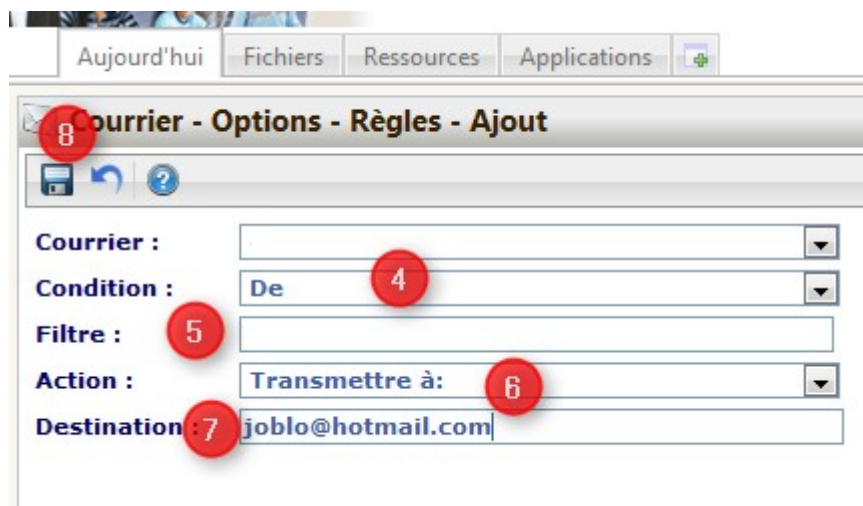 Aujourd'hui Fichiers Ressources Applications
Courrier - Options - Règles - Ajout
8
Courrier :
4
Condition : De
Filtre : 5
Action : Transmettre à: 6
Destination : 7 joblo@hotmail.com